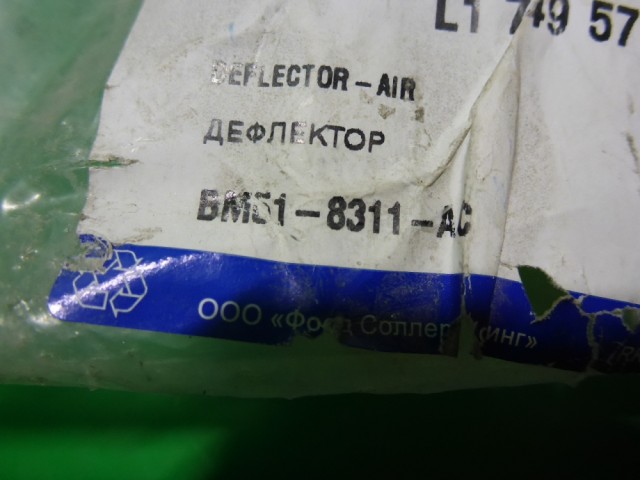 L1 749 57
DEFLECTOR-AIR
ДЕФЛЕКТОР
BM51-8311-AC
ООО «Форд Соллерс